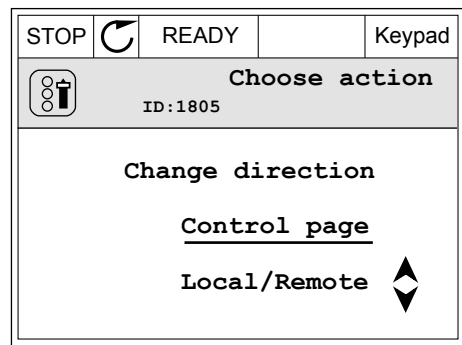 STOP READY Keypad
Choose action
ID:1805
Change direction
Control page
Local/Remote